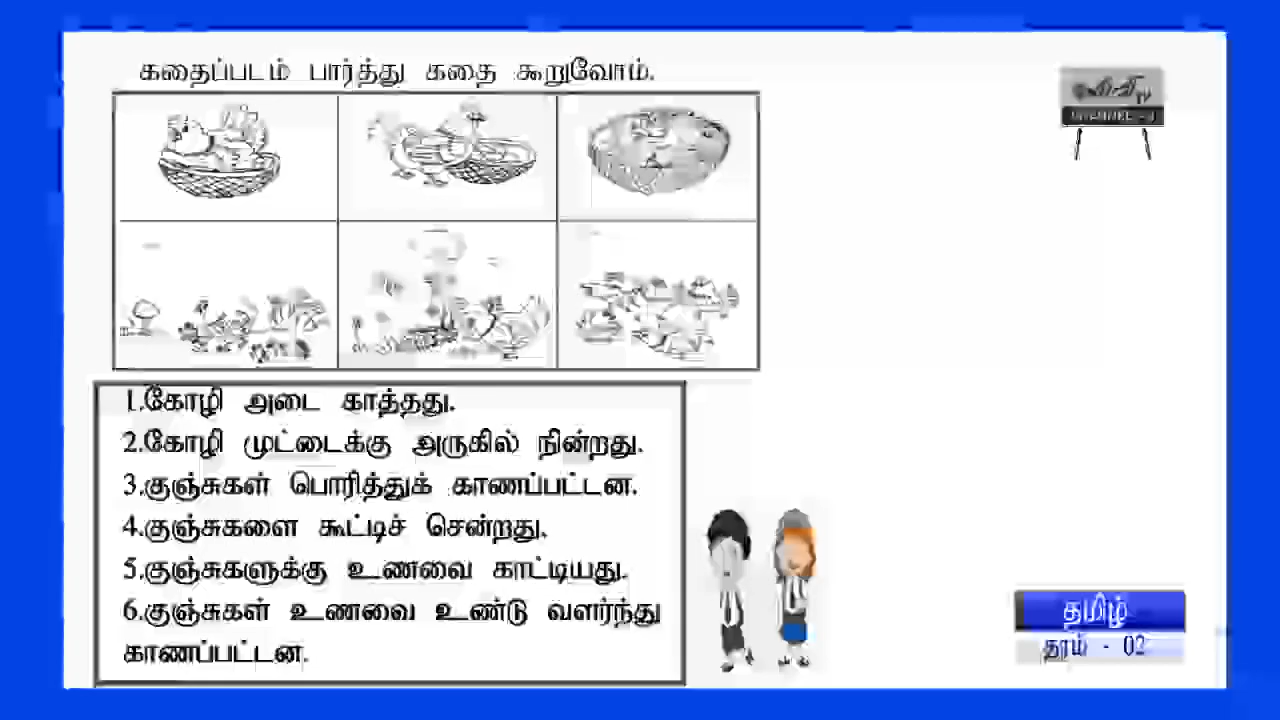 கதைப்படம் பார்த்து கதை கூறுவோம்.
1.கோழி அடை காத்தது.
2.கோழி முட்டைக்கு அருகில் நின்றது.
3.குஞ்சுகள் பொரித்துக் காணப்பட்டன.
4.குஞ்சுகளை கூட்டிச் சென்றது.
5.குஞ்சுகளுக்கு உணவை காட்டியது.
6.குஞ்சுகள் உணவை உண்டு வளர்ந்து
காணப்பட்டன.
தமிழ்
தரம் - 02